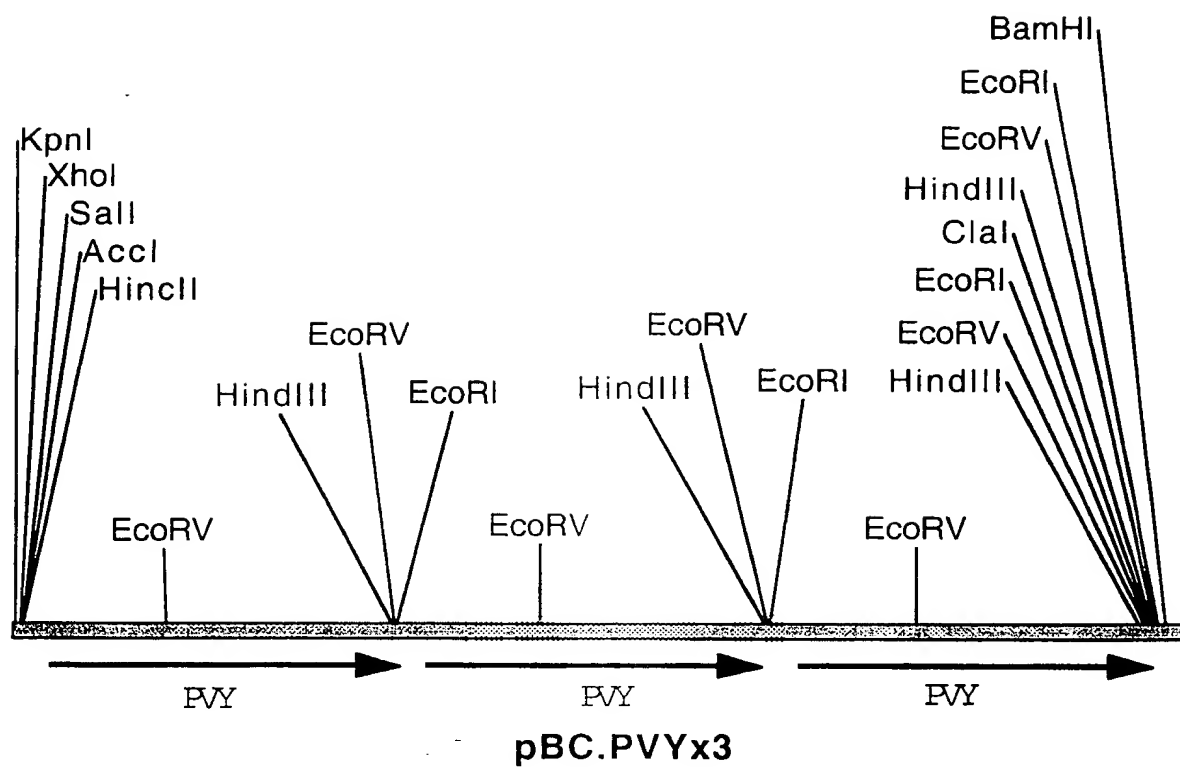 BamHI
EcoRI
EcoRV
HindIII
ClaI
EcoRI
EcoRV
HindIII
KpnI
XhoI
SalI
AccI
HincII
HindIII
EcoRV
EcoRI
HindIII
EcoRV
EcoRI
EcoRV
EcoRV
EcoRV
PVY
PVY
PVY
pBC.PVYx3